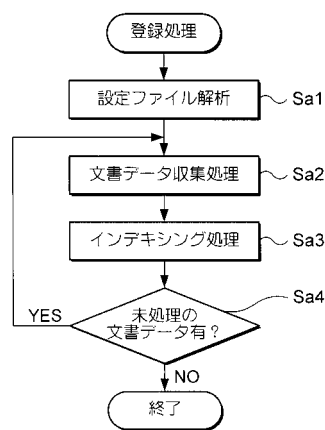 登録処理
設定ファイル解析
Sa1
文書データ収集処理
Sa2
インデキシング処理
Sa3
Sa4
未処理の
文書データ有？
YES
NO
終了